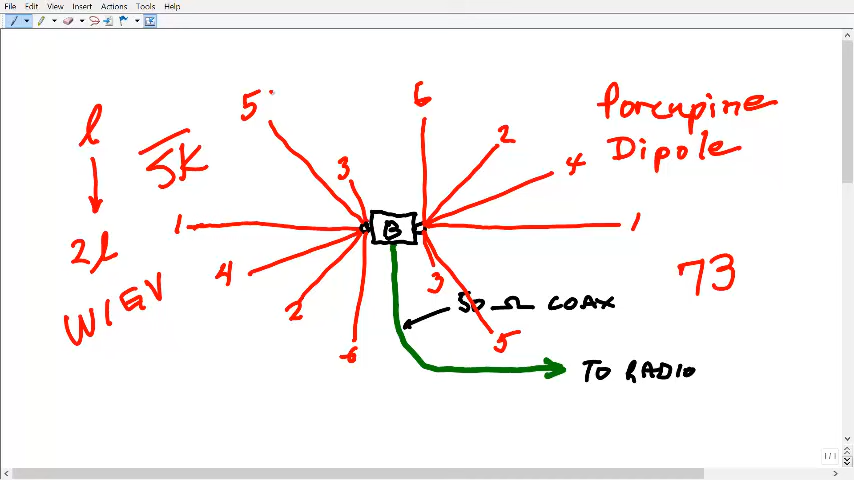 File Edit View Insert Actions Tools Help
6
5
Porcupine
Dipole
l
2
5K
3
4
1
B
1
2l
4
3
73
2
W1EV
50 Ω COAX
5
6
TO RADIO
1/1